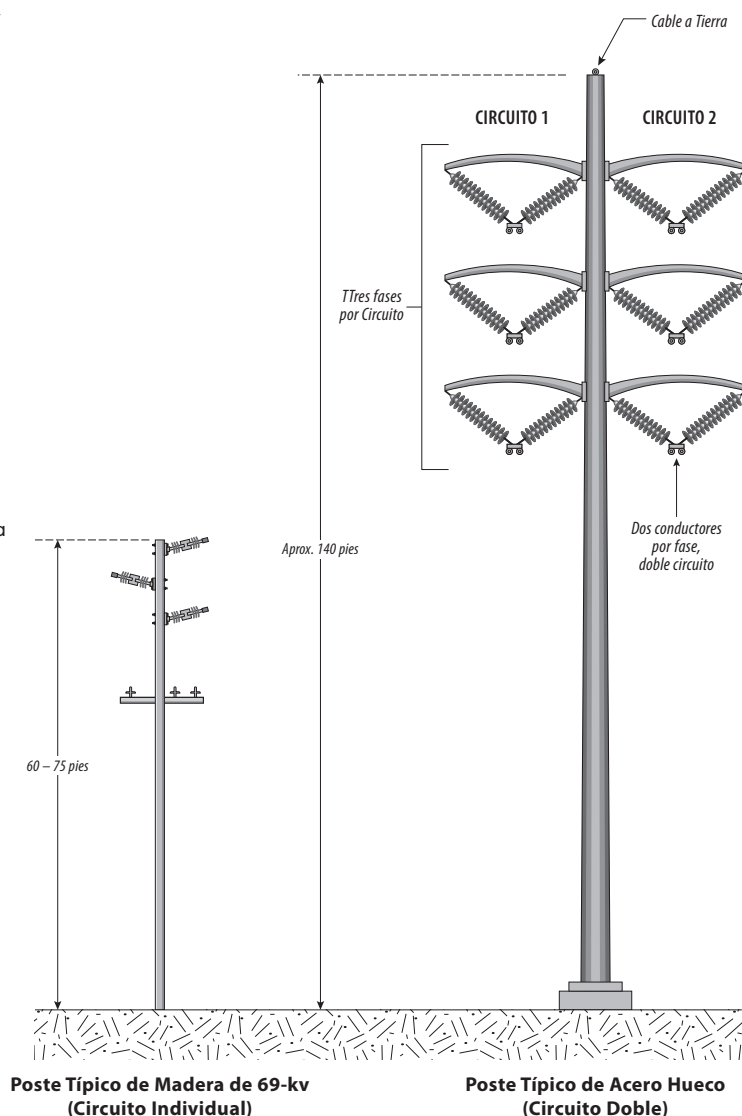 Cable a Tierra
CIRCUITO 1
CIRCUITO 2
TTres fases
por Circuito
Aprox. 140 pies
Dos conductores
por fase,
doble circuito
a
60 – 75 pies
Poste Típico de Madera de 69-kv
(Circuito Individual)
Poste Típico de Acero Hueco
(Circuito Doble)